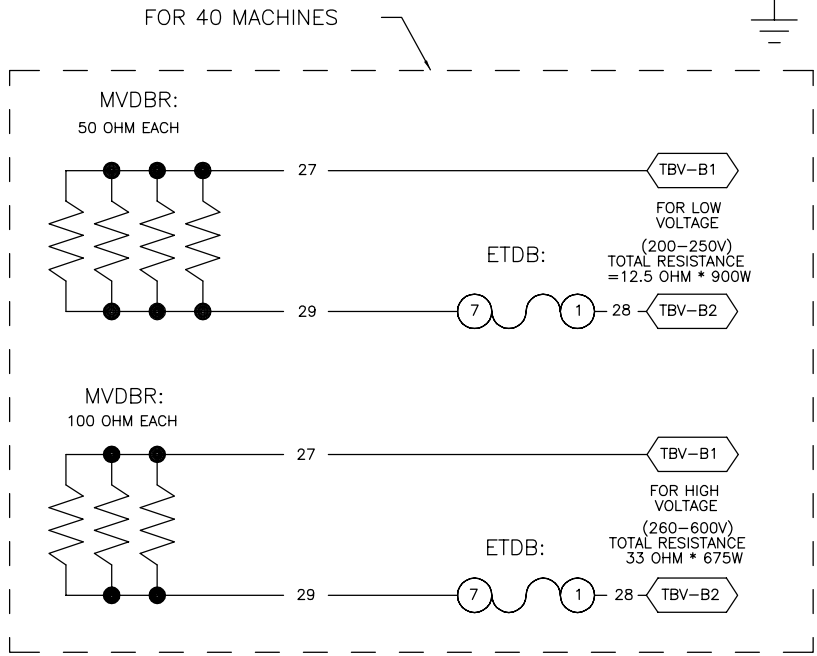 FOR 40 MACHINES
MVDBR:
50 OHM EACH
27
TBV-B1
FOR LOW
VOLTAGE
(200-250V)
TOTAL RESISTANCE
=12.5 OHM * 900W
ETDB:
29
7
1
28
TBV-B2
MVDBR:
100 OHM EACH
27
TBV-B1
FOR HIGH
VOLTAGE
(260-600V)
TOTAL RESISTANCE
33 OHM * 675W
ETDB:
29
7
1
28
TBV-B2